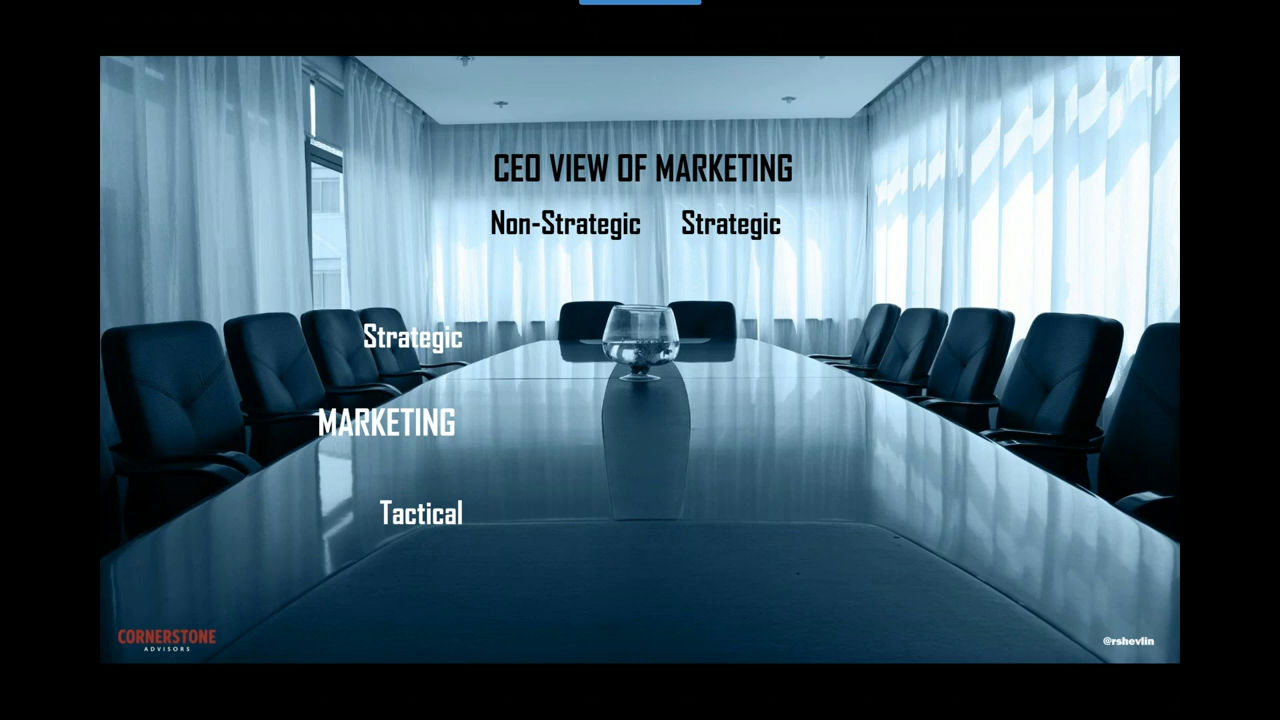 CEO VIEW OF MARKETING
Non-Strategic Strategic
Strategic
MARKETING
Tactical
CORNERSTONE
ADVISORS
@rshevlin